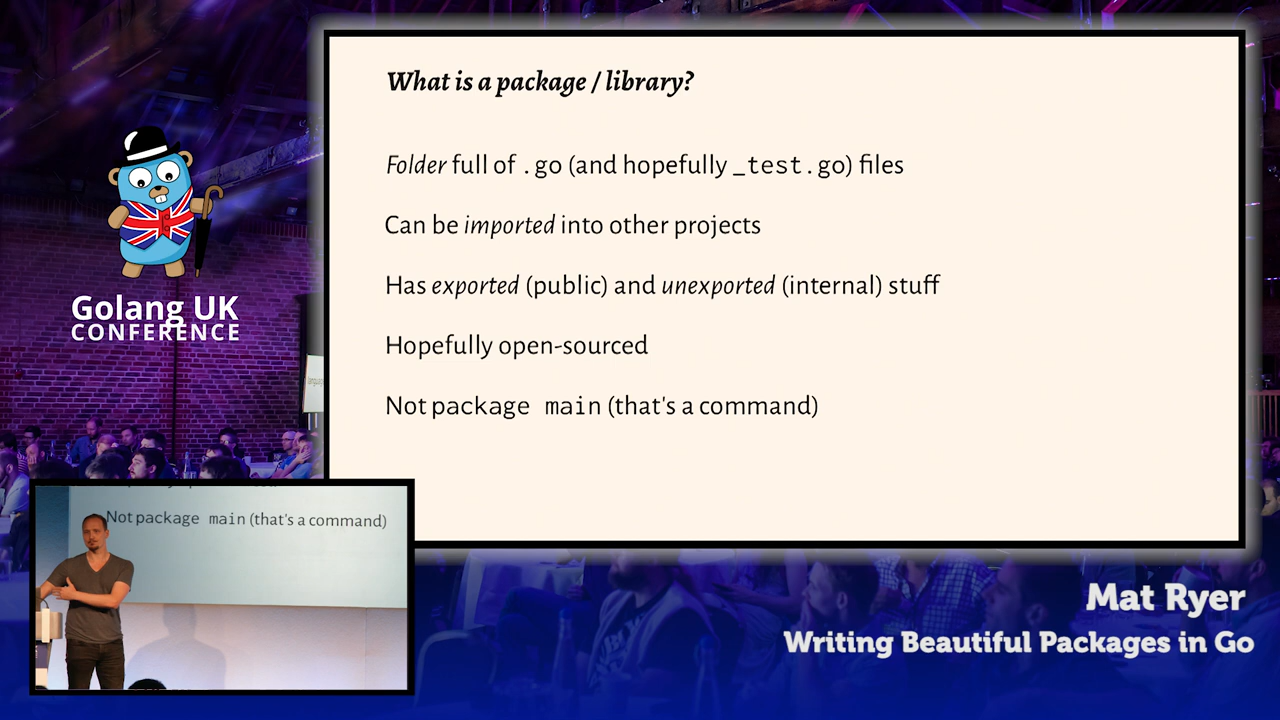 What is a package / library?
Folder full of .go (and hopefully _test.go) files
Can be imported into other projects
Has exported (public) and unexported (internal) stuff
Hopefully open-sourced
Not package main (that's a command)
Golang UK
CONFERENCE
Not package main (that's a command)
Mat Ryer
Writing Beautiful Packages in Go